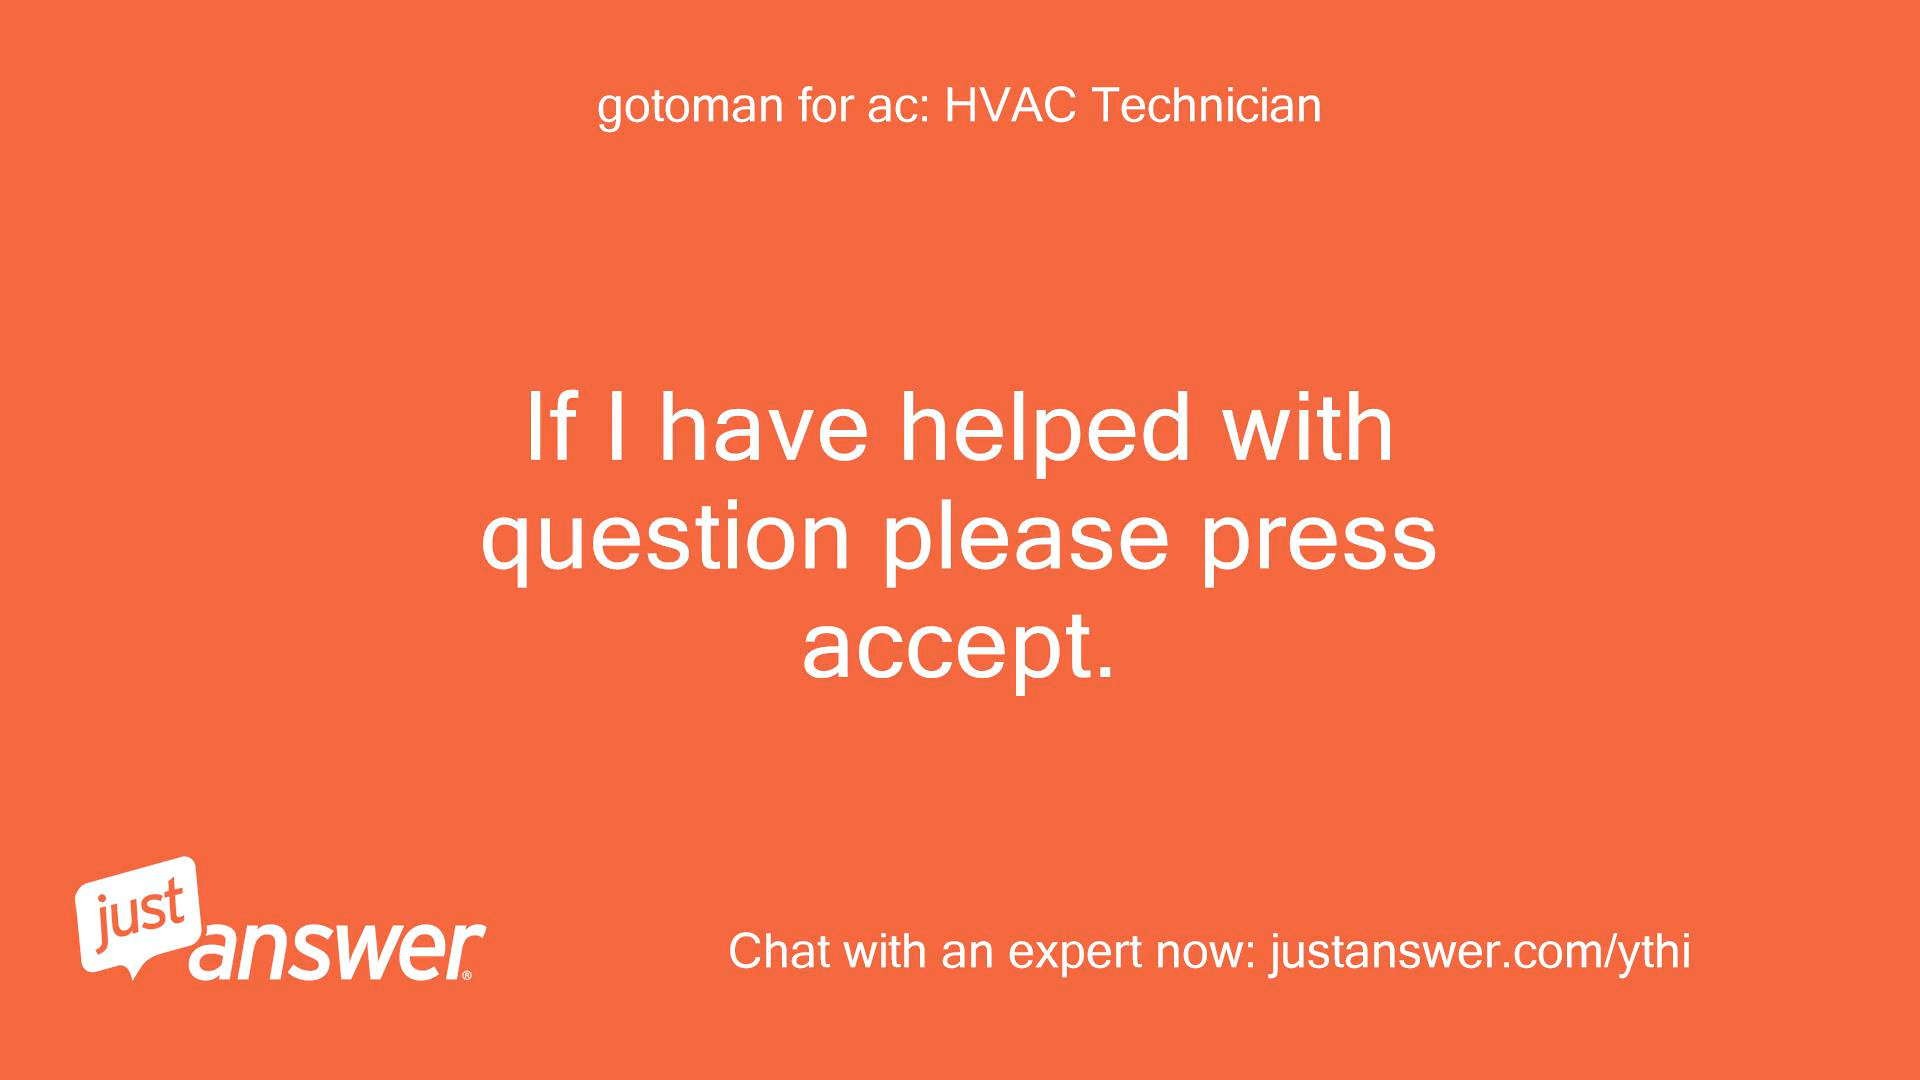 gotoman for ac: HVAC Technician
If I have helped with
question please press
accept.
just
answer®
Chat with an expert now: justanswer.com/ythi